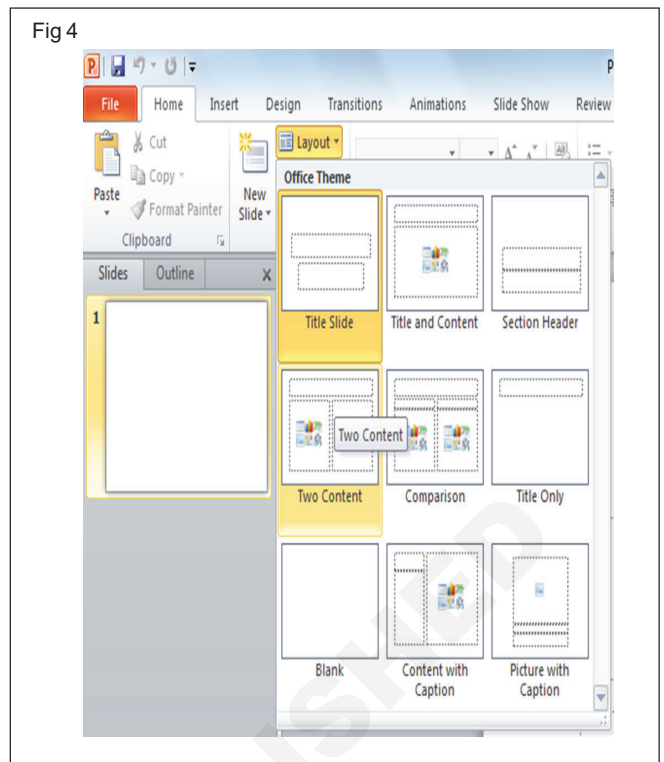 Fig 4
P
File Home Insert Design Transitions Animations Slide Show Review
Cut
Copy
Format Painter
Paste
New
Slide
Layout
Clipboard
Office Theme
Slides Outline X
1
Title Slide Title and Content Section Header
Two Content
Two Content Comparison Title Only
Blank Content with
Caption Picture with
Caption
SHED